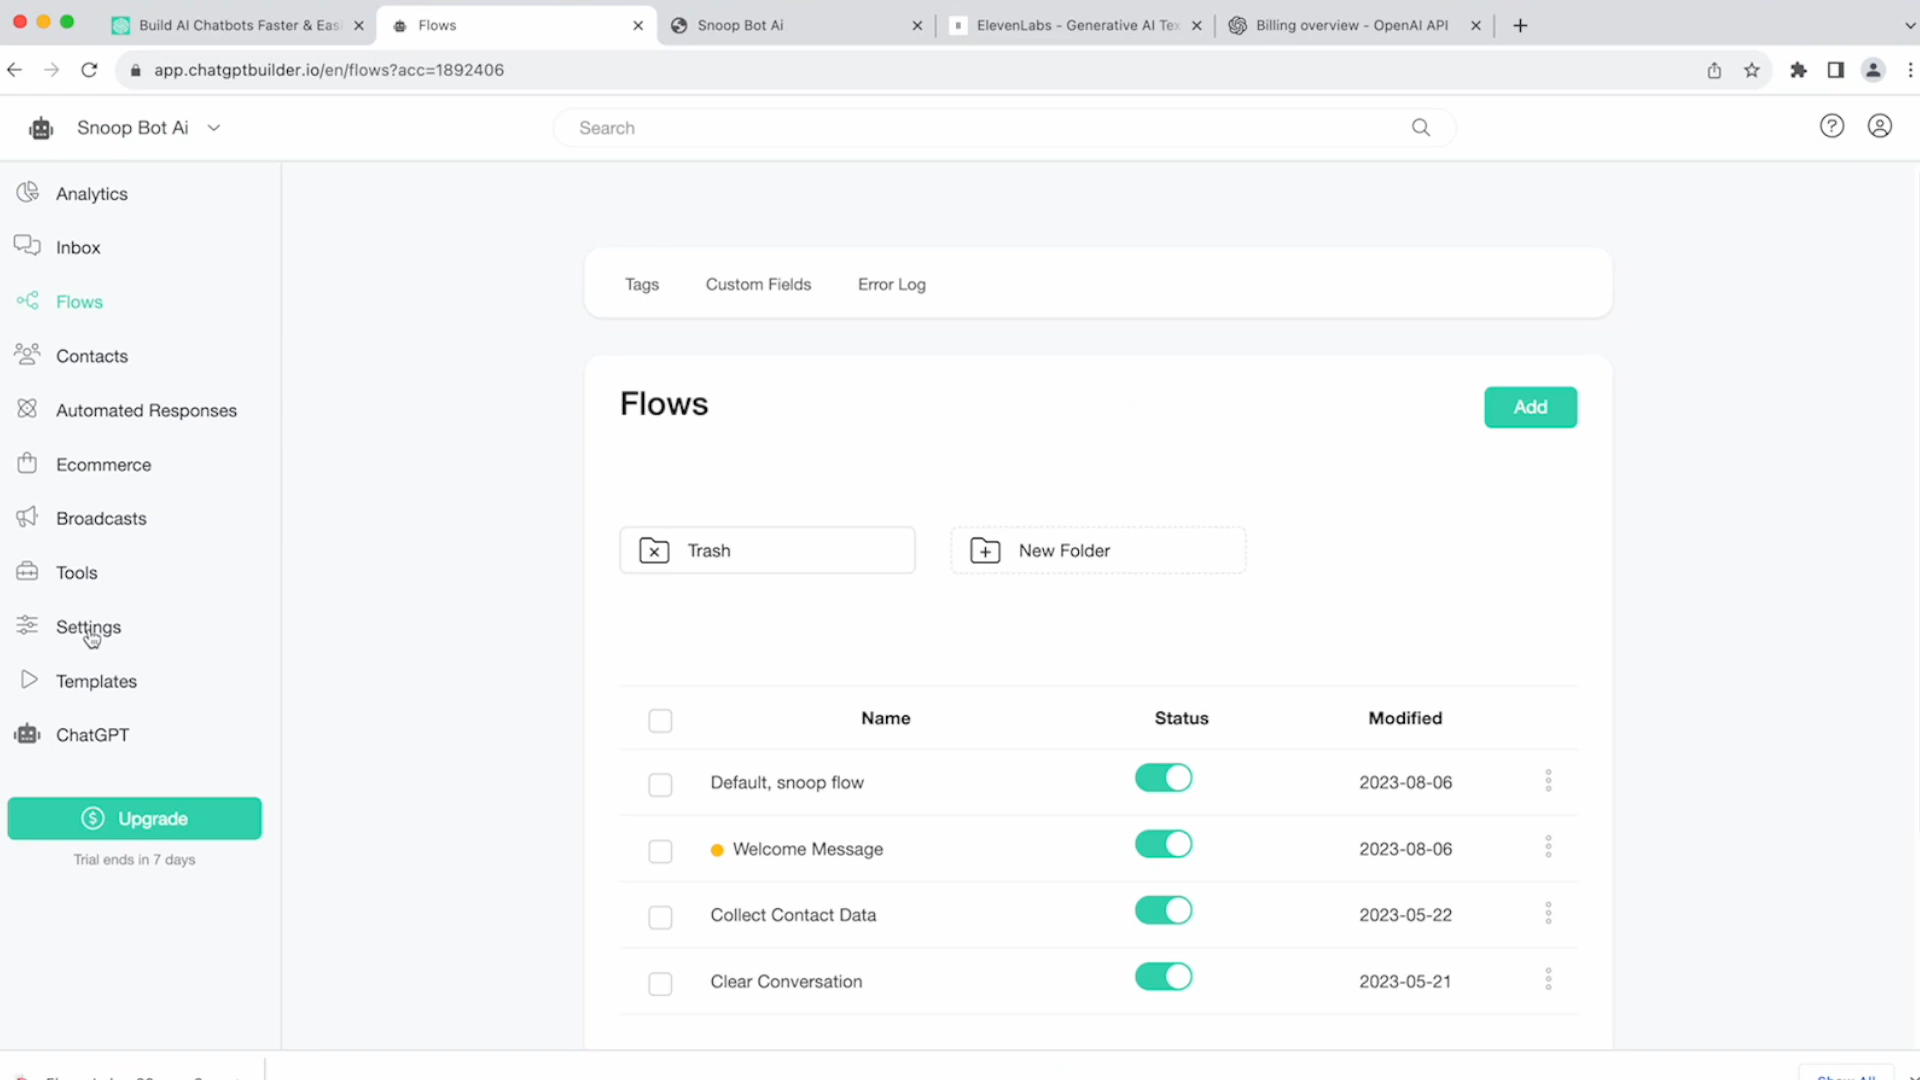 Build AI Chatbots Faster & Easi
Flows
Snoop Bot Ai
ElevenLabs - Generative AI Tex
Billing overview - OpenAI API
app.chatgptbuilder.io/en/flows?acc=1892406
Snoop Bot Ai
Search
Analytics
Inbox
Flows
Contacts
Automated Responses
Ecommerce
Broadcasts
Tools
Settings
Templates
ChatGPT
Upgrade
Trial ends in 7 days
Tags
Custom Fields
Error Log
Flows
Add
Trash
New Folder
Name
Status
Modified
Default, snoop flow
2023-08-06
Welcome Message
2023-08-06
Collect Contact Data
2023-05-22
Clear Conversation
2023-05-21
Show All